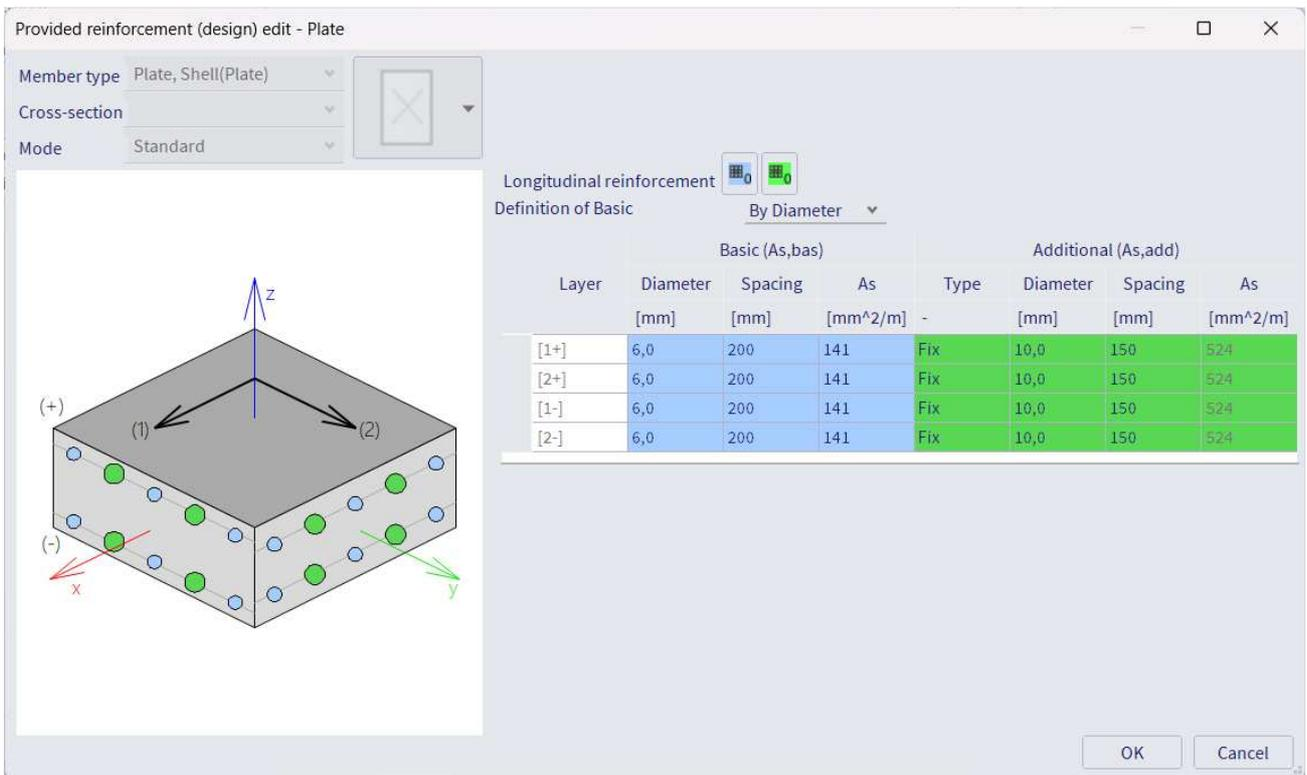 Provided reinforcement (design) edit - Plate
Member type Plate, Shell(Plate)
Cross-section
Mode Standard
Longitudinal reinforcement 0 0
Definition of Basic By Diameter
Basic (As,bas) Additional (As,add)
Layer Diameter Spacing As Type Diameter Spacing As
[mm] [mm] [mm^2/m] - [mm] [mm] [mm^2/m]
[1+] 6,0 200 141 Fix 10,0 150 524
[2+] 6,0 200 141 Fix 10,0 150 524
[1-] 6,0 200 141 Fix 10,0 150 524
[2-] 6,0 200 141 Fix 10,0 150 524
z
(+)
(1) (2)
(-)
x y
OK Cancel